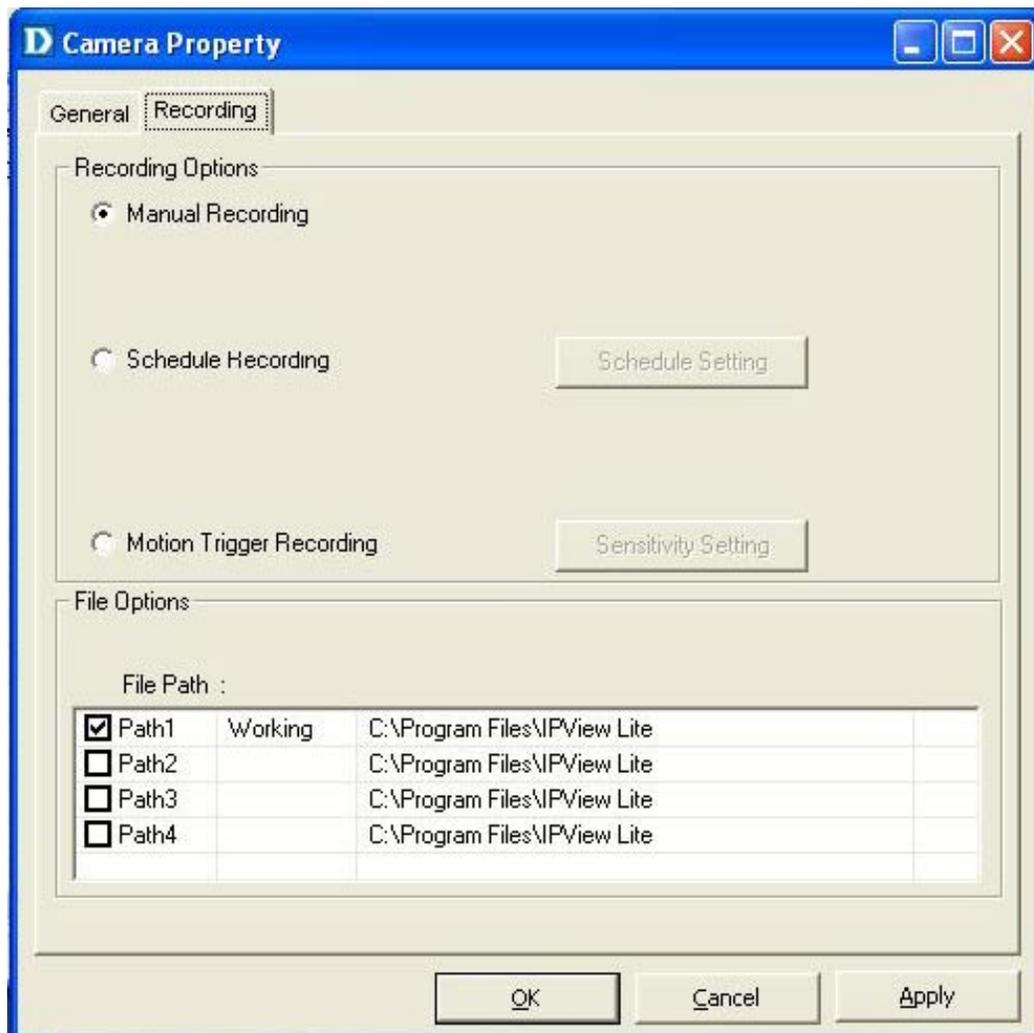 D Camera Property
General Recording
Recording Options
Manual Recording
Schedule Recording Schedule Setting
Motion Trigger Recording Sensitivity Setting
File Options
File Path :
Path1 Working C:\Program Files\IPView Lite
Path2 C:\Program Files\IPView Lite
Path3 C:\Program Files\IPView Lite
Path4 C:\Program Files\IPView Lite
OK Cancel Apply